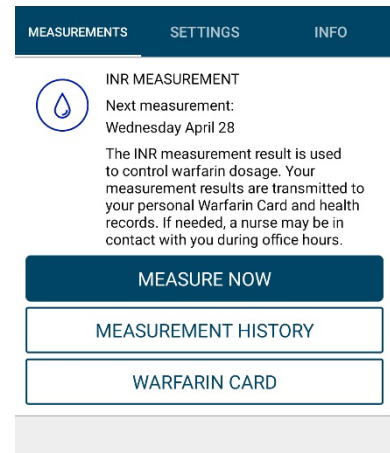 MEASUREMENTS SETTINGS INFO
INR MEASUREMENT
Next measurement:
Wednesday April 28
The INR measurement result is used
to control warfarin dosage. Your
measurement results are transmitted to
your personal Warfarin Card and health
records. If needed, a nurse may be in
contact with you during office hours.
MEASURE NOW
MEASUREMENT HISTORY
WARFARIN CARD